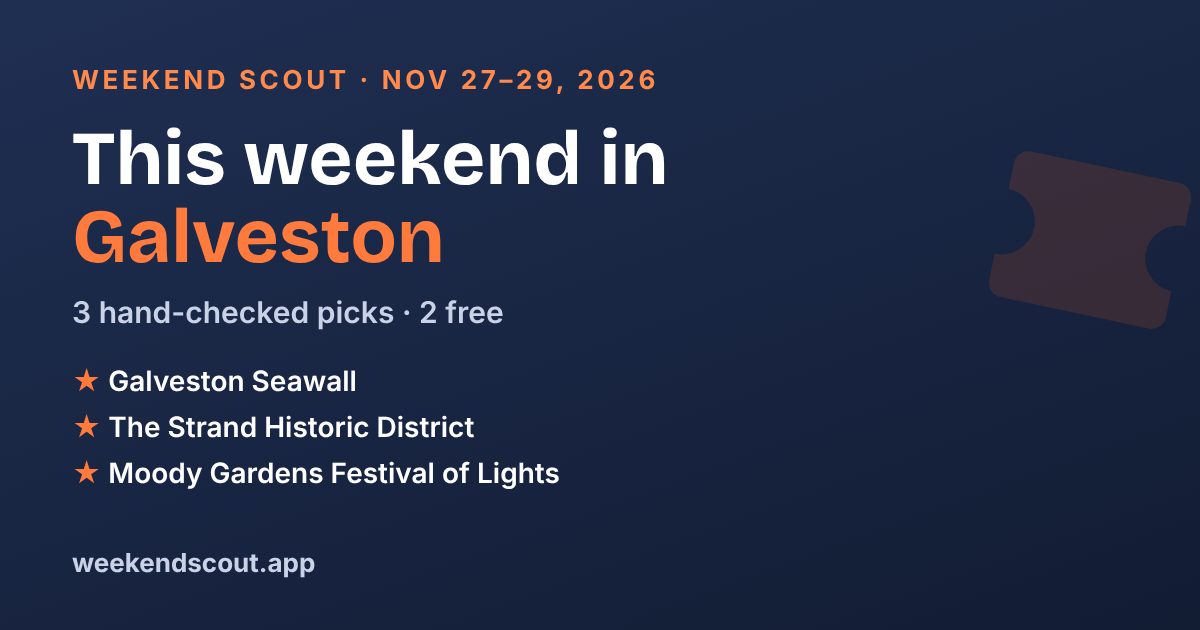 WEEKEND SCOUT · NOV 27–29, 2026
This weekend in
Galveston
3 hand-checked picks · 2 free
★ Galveston Seawall
★ The Strand Historic District
★ Moody Gardens Festival of Lights
weekendscout.app